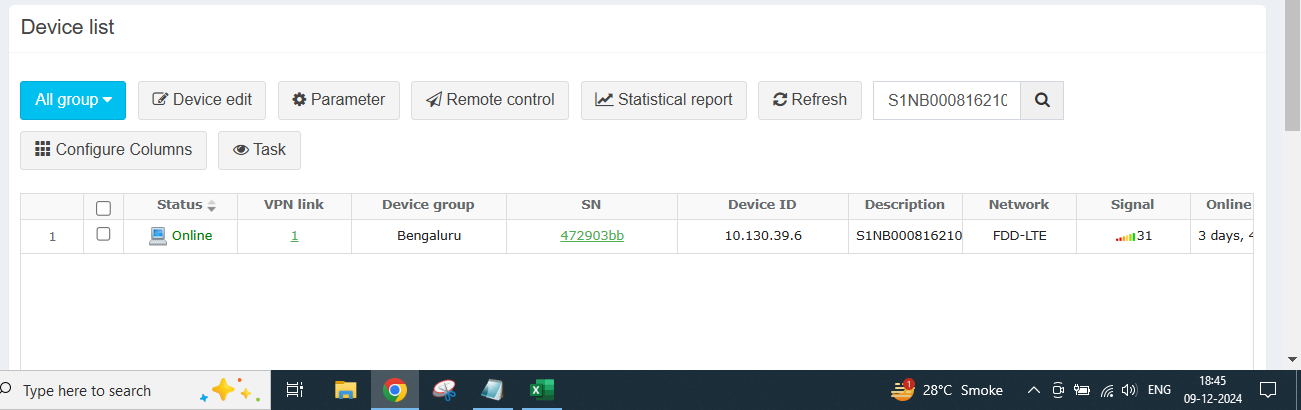 Device list
All group Device edit Parameter Remote control Statistical report Refresh S1NB000816210
Configure Columns Task
Status VPN link Device group SN Device ID Description Network Signal Online
1 Online 1 Bengaluru 472903bb 10.130.39.6 S1NB000816210 FDD-LTE 31 3 days,
Type here to search 1 28°C Smoke ENG 18:45
09-12-2024